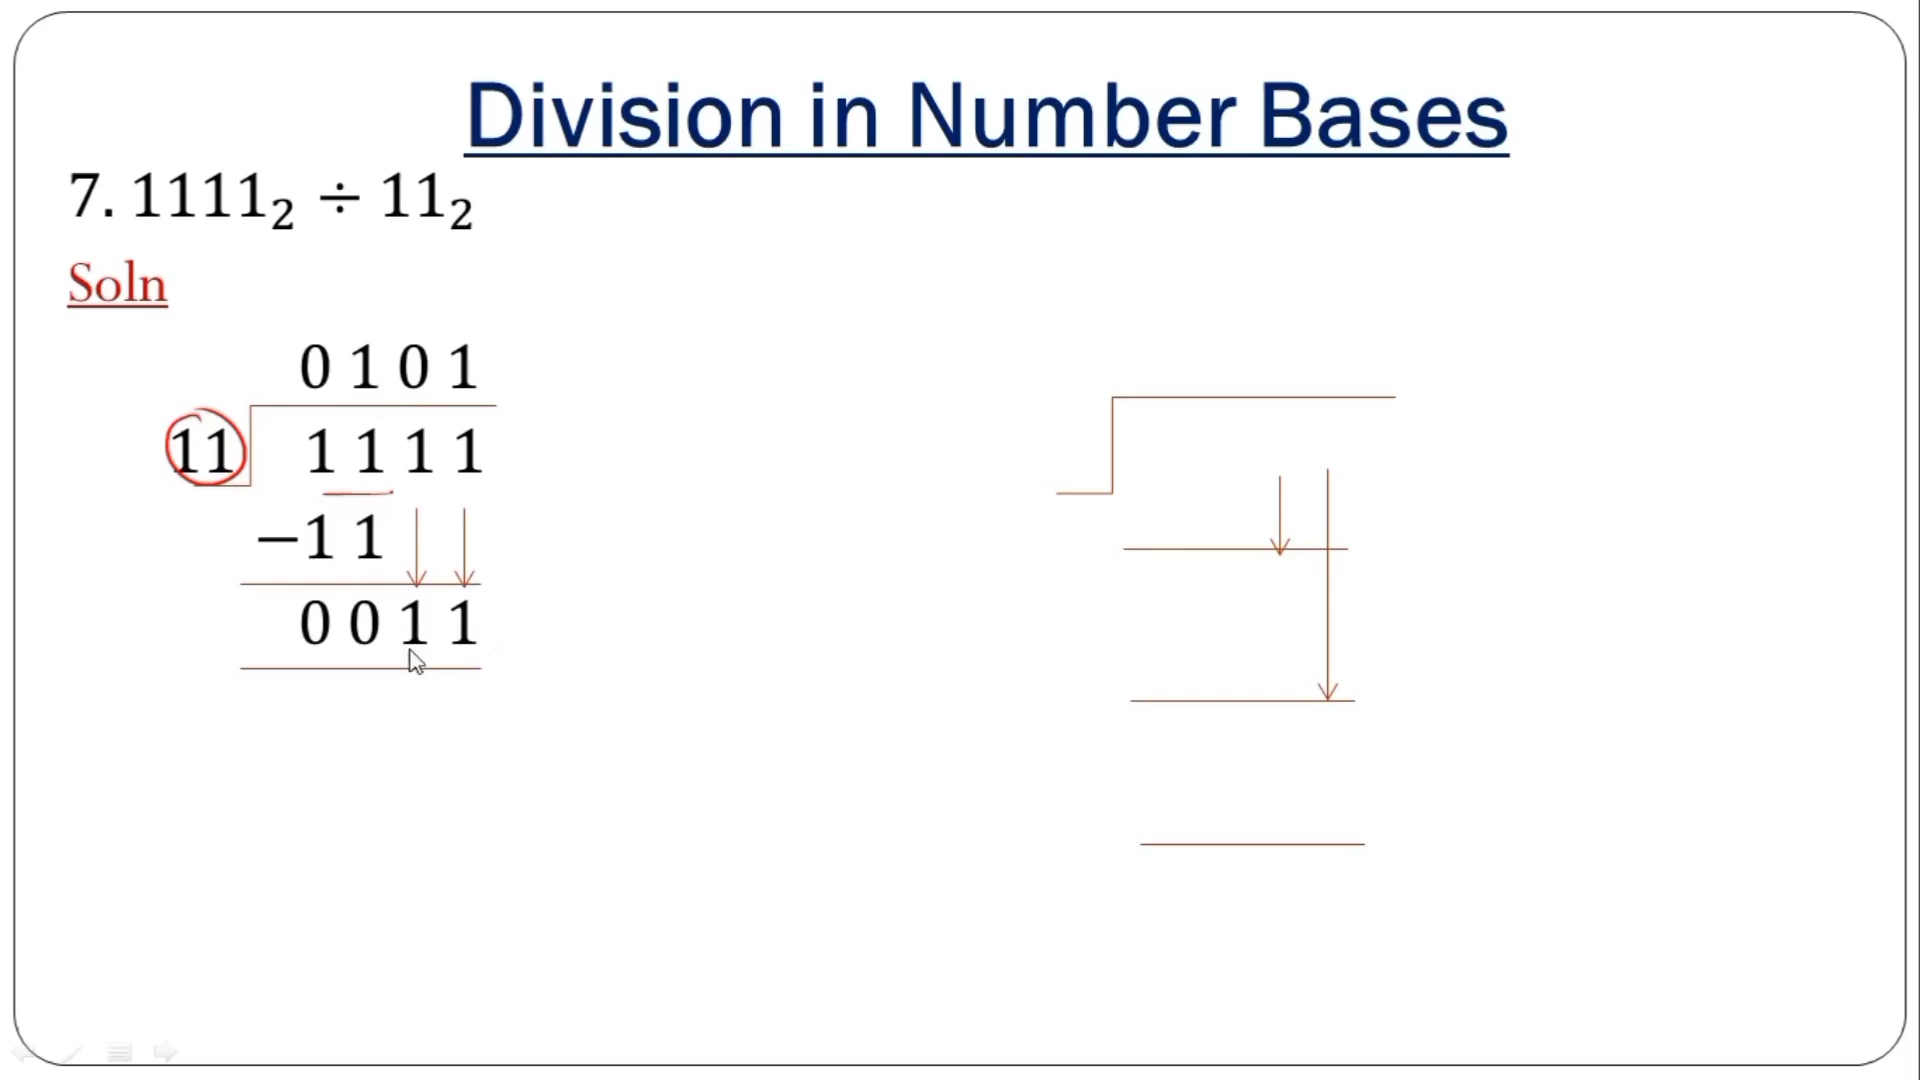 Division in Number Bases
7. 1111₂ ÷ 11₂
Soln
0 1 0 1
11 1 1 1 1
−1 1
0 0 1 1